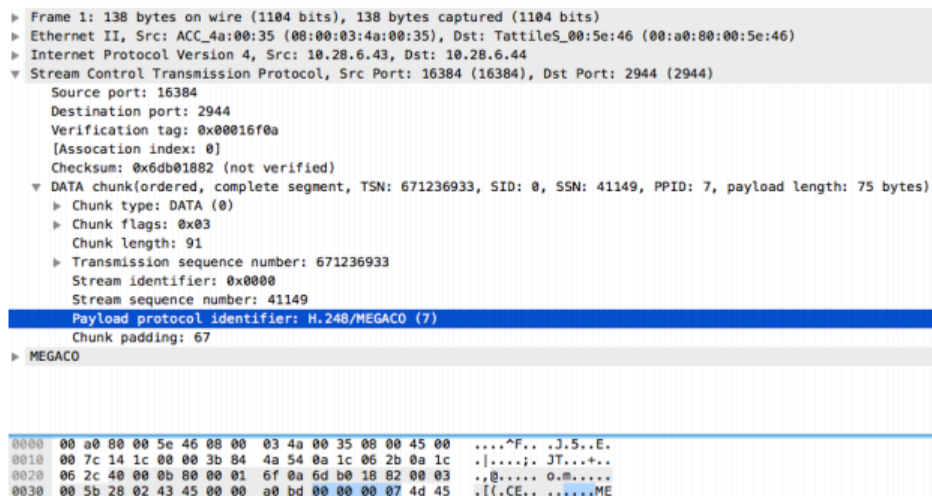 Frame 1: 138 bytes on wire (1104 bits), 138 bytes captured (1104 bits)
Ethernet II, Src: ACC_4a:00:35 (08:00:03:4a:00:35), Dst: TattileS_00:5e:46 (00:a0:80:00:5e:46)
Internet Protocol Version 4, Src: 10.28.6.43, Dst: 10.28.6.44
Stream Control Transmission Protocol, Src Port: 16384 (16384), Dst Port: 2944 (2944)
Source port: 16384
Destination port: 2944
Verification tag: 0x00016f0a
[Assocation index: 0]
Checksum: 0x6db01882 (not verified)
DATA chunk(ordered, complete segment, TSN: 671236933, SID: 0, SSN: 41149, PPID: 7, payload length: 75 bytes)
Chunk type: DATA (0)
Chunk flags: 0x03
Chunk length: 91
Transmission sequence number: 671236933
Stream identifier: 0x0000
Stream sequence number: 41149
Payload protocol identifier: H.248/MEGACO (7)
Chunk padding: 67
MEGACO
0000 00 a0 80 00 5e 46 08 00 03 4a 00 35 08 00 45 00 ....^F.. .J.5..E.
0010 00 7c 14 1c 00 00 3b 84 4a 54 0a 1c 06 2b 0a 1c .|....;. JT...+..
0020 06 2c 40 00 0b 80 00 01 6f 0a 6d b0 18 82 00 03 .,@..... o.m.....
0030 00 5b 28 02 43 45 00 00 a0 bd 00 00 00 07 4d 45 .[(.CE.. ......ME